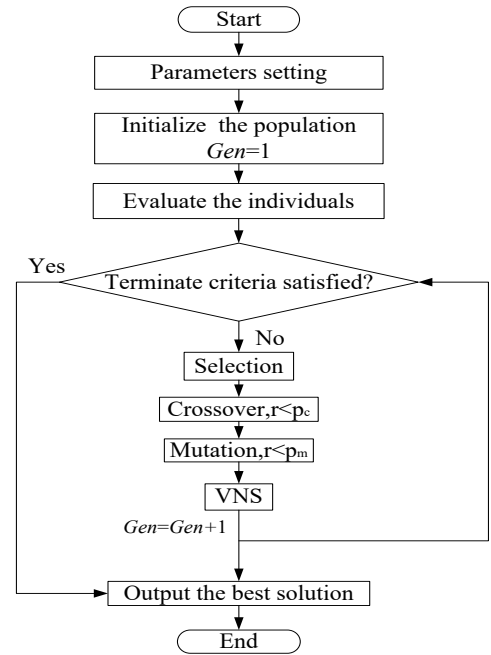 Start
Parameters setting
Initialize the population
Gen=1
Evaluate the individuals
Yes
Terminate criteria satisfied?
No
Selection
Crossover,r<pc
Mutation,r<pm
VNS
Gen=Gen+1
Output the best solution
End